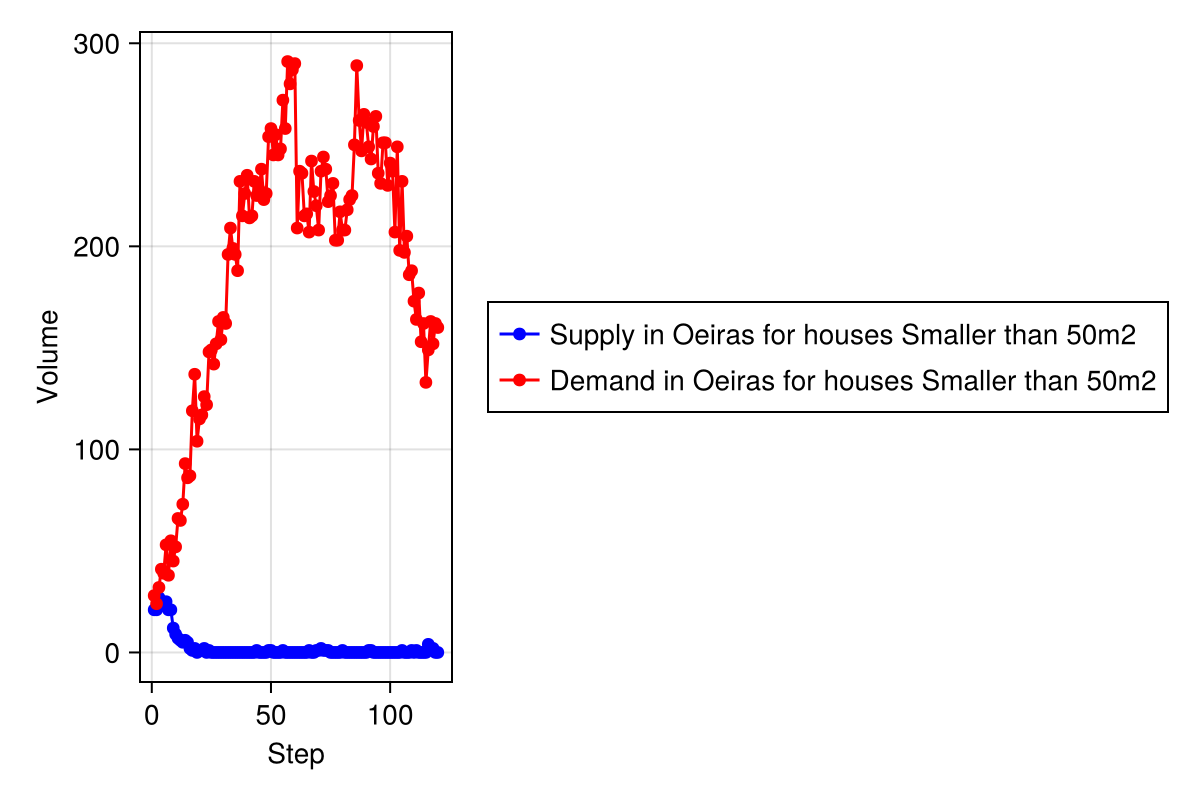 300
200
100
0
Volume
0 50 100
Step
Supply in Oeiras for houses Smaller than 50m2
Demand in Oeiras for houses Smaller than 50m2